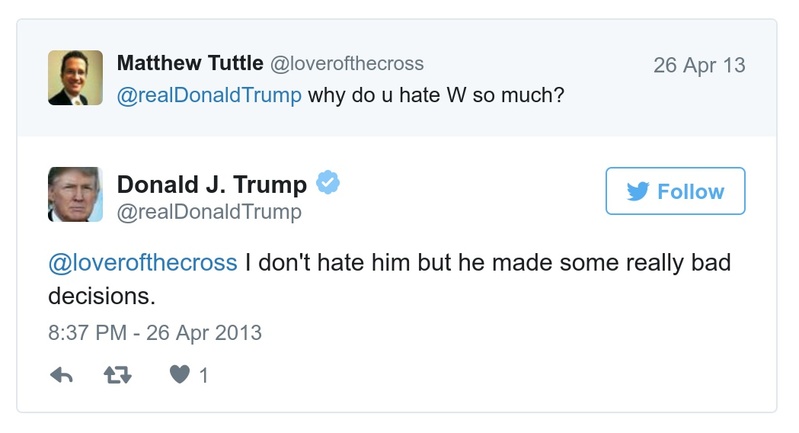 Matthew Tuttle @loverofthecross 26 Apr 13
@realDonaldTrump why do u hate W so much?
Donald J. Trump
Follow
@realDonaldTrump
@loverofthecross I don't hate him but he made some really bad
decisions.
8:37 PM - 26 Apr 2013
1